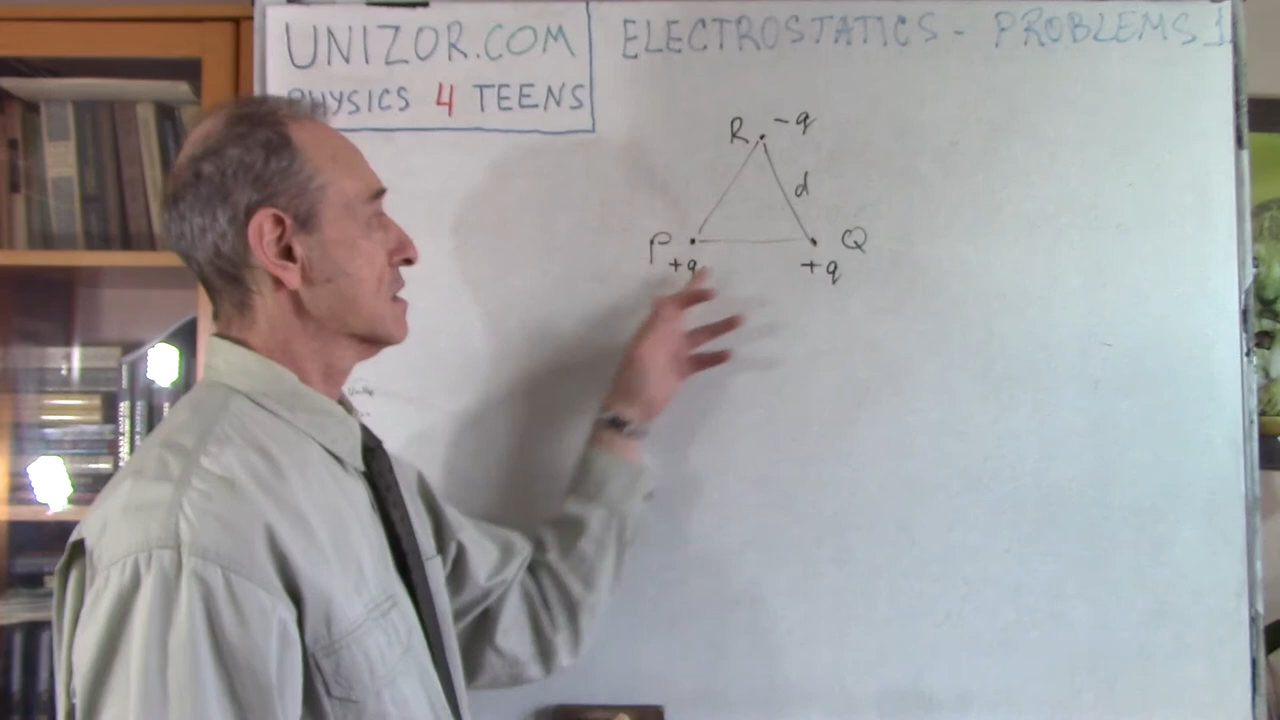 UNIZOR.COM
PHYSICS 4 TEENS
ELECTROSTATICS - PROBLEMS 1
R -q
d
P Q
+q +q